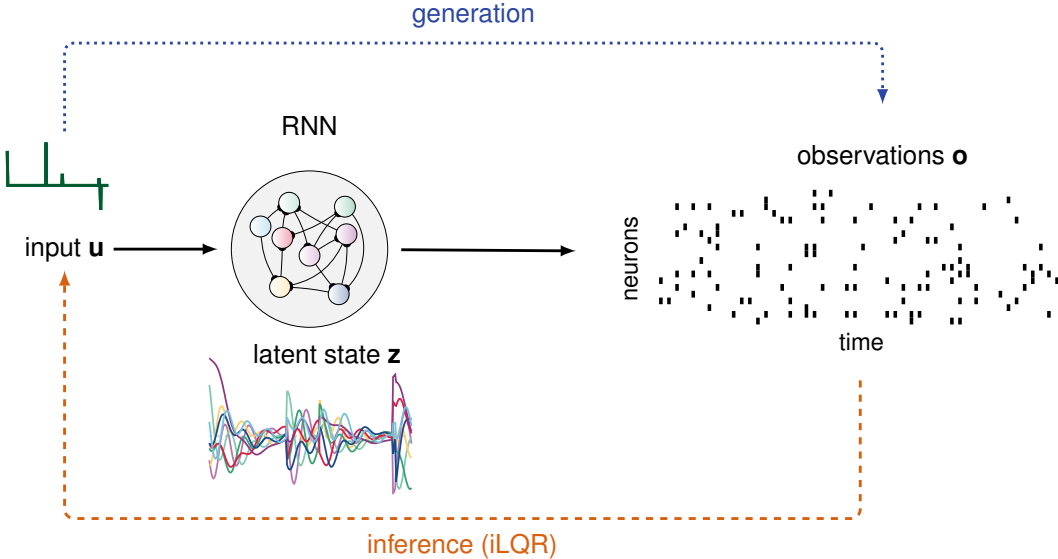 generation
RNN
observations o
input u
neurons
latent state z
time
inference (iLQR)